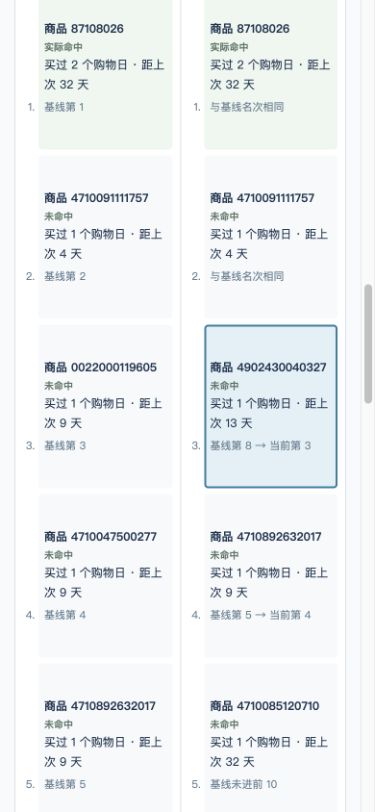 商品 87108026
实际命中
买过 2 个购物日 · 距上
次 32 天
1. 基线第 1
商品 4710091111757
未命中
买过 1 个购物日 · 距上
次 4 天
2. 基线第 2
商品 0022000119605
未命中
买过 1 个购物日 · 距上
次 9 天
3. 基线第 3
商品 4710047500277
未命中
买过 1 个购物日 · 距上
次 9 天
4. 基线第 4
商品 4710892632017
未命中
买过 1 个购物日 · 距上
次 9 天
5. 基线第 5
商品 87108026
实际命中
买过 2 个购物日 · 距上
次 32 天
1. 与基线名次相同
商品 4710091111757
未命中
买过 1 个购物日 · 距上
次 4 天
2. 与基线名次相同
商品 4902430040327
未命中
买过 1 个购物日 · 距上
次 13 天
3. 基线第 8 → 当前第 3
商品 4710892632017
未命中
买过 1 个购物日 · 距上
次 9 天
4. 基线第 5 → 当前第 4
商品 4710085120710
未命中
买过 1 个购物日 · 距上
次 32 天
5. 基线未进前 10